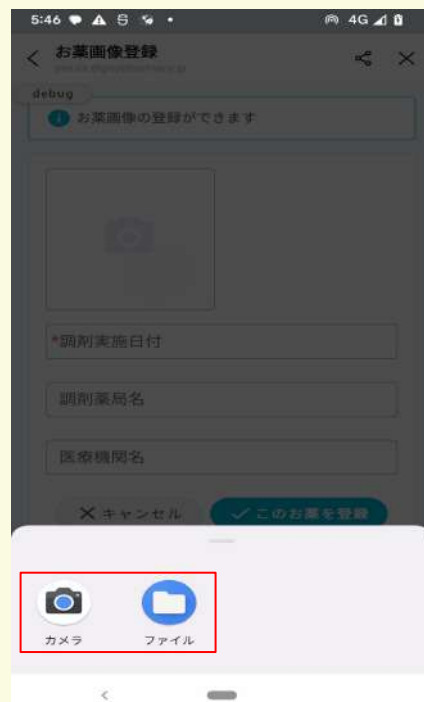 5:46
4G
お薬画像登録
debug
お薬画像の登録ができます
*調剤実施日付
調剤薬局名
医療機関名
キャンセル
このお薬を登録
カメラ
ファイル